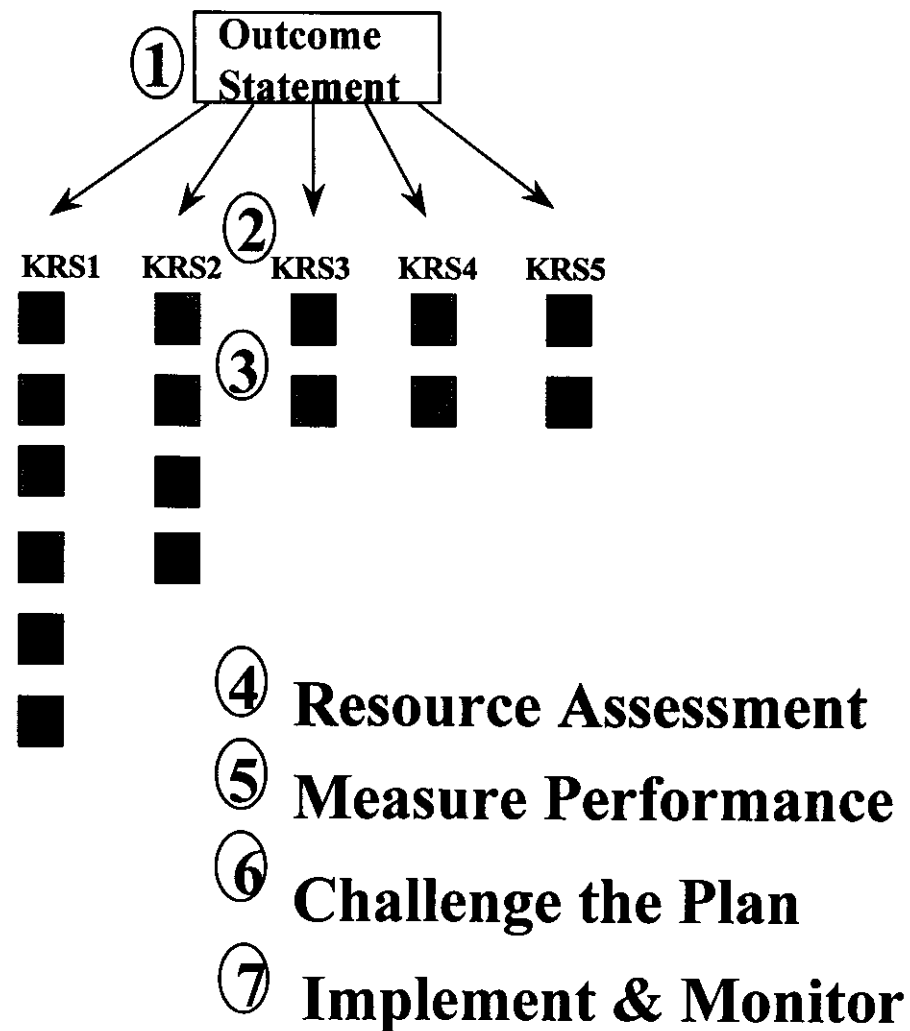 1
Outcome
Statement
2
KRS1 KRS2 KRS3 KRS4 KRS5
3
4 Resource Assessment
5 Measure Performance
6 Challenge the Plan
7 Implement & Monitor